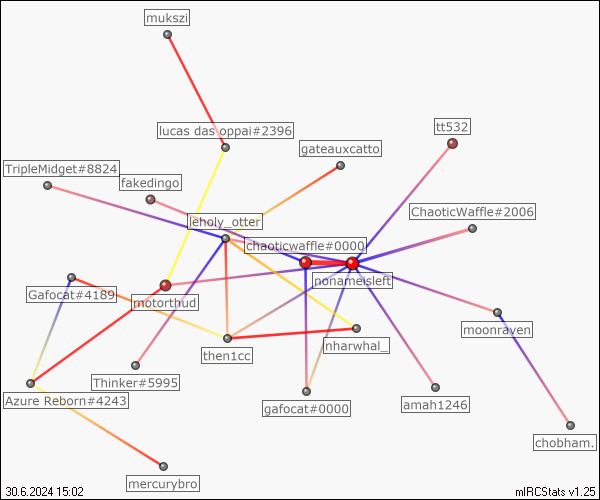 mukszi
lucas das oppai#2396
tt532
gateauxcatto
TripleMidget#8824
fakedingo
ChaoticWaffle#2006
leholy_otter
chaoticwaffle#0000
nonameisleft
Gafocat#4189
motorthud
moonraven
then1cc
nharwhal_
Thinker#5995
Azure Reborn#4243
gafocat#0000
amah1246
chobham.
mercurybro
30.6.2024 15:02
mIRCStats v1.25